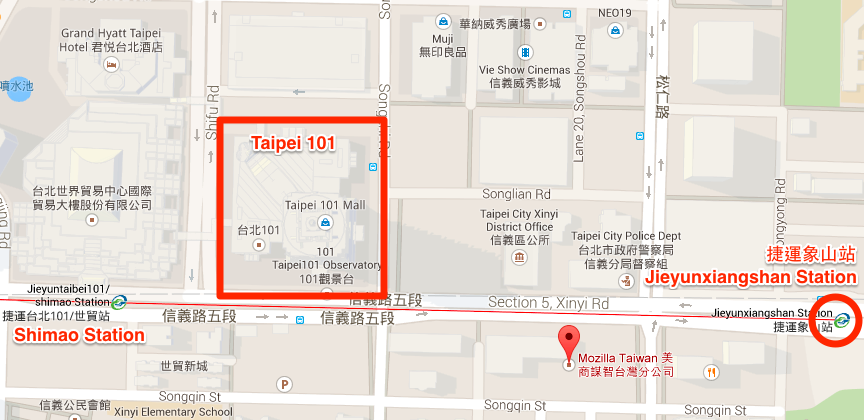 Grand Hyatt Taipei
Hotel 君悦台北酒店
噴水池
Shifu Rd
Muji
無印良品
華納威秀廣場
NEO19
Vie Show Cinemas
信義威秀影城
Lane 20, Songshou Rd
松仁路
Taipei 101
台北世界貿易中心國際
貿易大樓股份有限公司
Taipei 101 Mall
台北101
101
Taipei101 Observatory
101觀景台
Songlian Rd
Taipei City Xinyi
District Office
信義區公所
Taipei City Police Dept
台北市政府警察局
信義分局督察組
捷運象山站
Jieyunxiangshan Station
Jieyuntaibei101/
shimao Station
捷運台北101/世貿站
Shimao Station
信義路五段
信義路五段
信義路五段
Section 5, Xinyi Rd
Jieyunxiangshan Station
捷運象山站
Mozilla Taiwan 美
商謀智台灣分公司
世貿新城
P
Songqin St
Songqin St
信義公民會館
Xinyi Elementary School